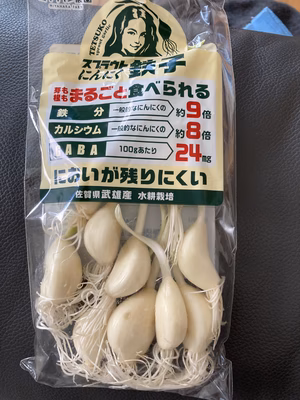 TETSUKO
スプラウト
にんにく 鉄子
芽も
根も まるごと食べられる
鉄分 一般的なにんにくの 約9倍
カルシウム 一般的なにんにくの 約8倍
GABA 100gあたり 24mg
においが残りにくい
佐賀県武雄産 水耕栽培